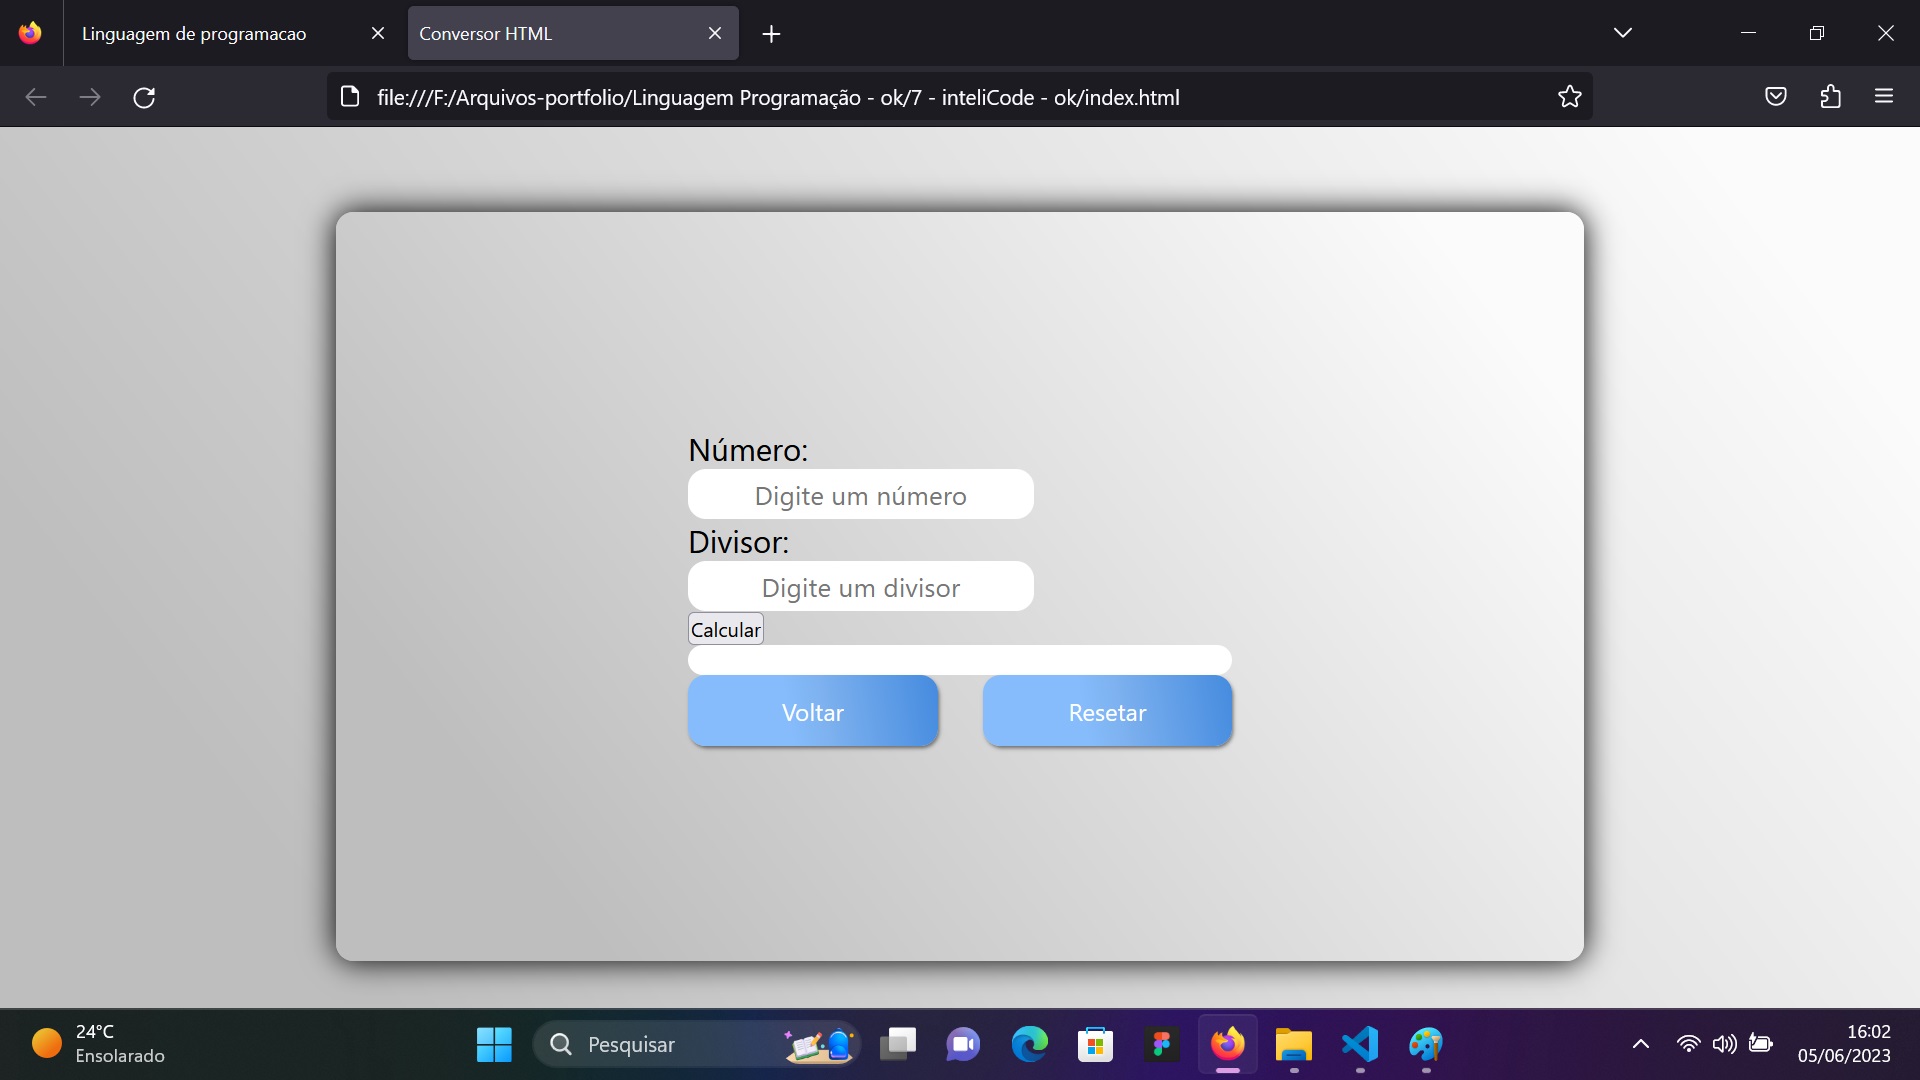 Linguagem de programacao
Conversor HTML
file:///F:/Arquivos-portfolio/Linguagem Programação - ok/7 - inteliCode - ok/index.html
Número:
Digite um número
Divisor:
Digite um divisor
Calcular
Voltar
Resetar
24°C
Ensolarado
Pesquisar
16:02
05/06/2023